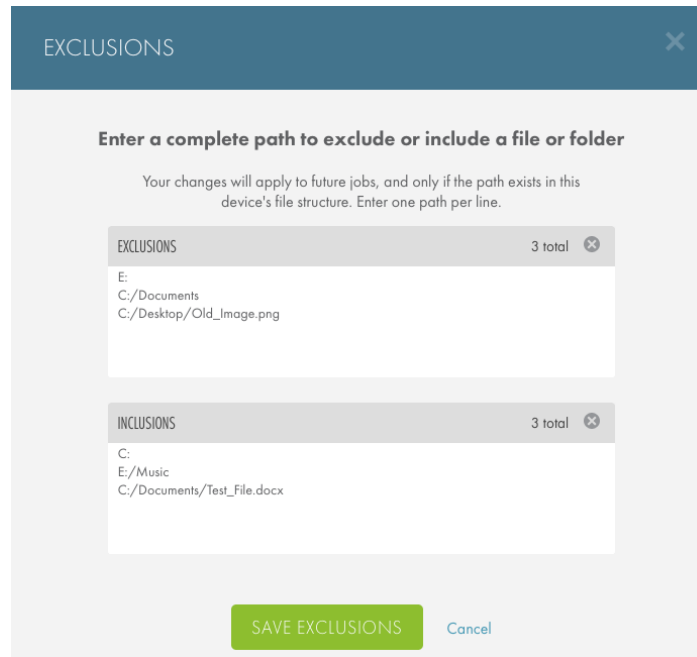 EXCLUSIONS
Enter a complete path to exclude or include a file or folder
Your changes will apply to future jobs, and only if the path exists in this
device's file structure. Enter one path per line.
EXCLUSIONS 3 total
E:
C:/Documents
C:/Desktop/Old_Image.png
INCLUSIONS 3 total
C:
E:/Music
C:/Documents/Test_File.docx
SAVE EXCLUSIONS Cancel